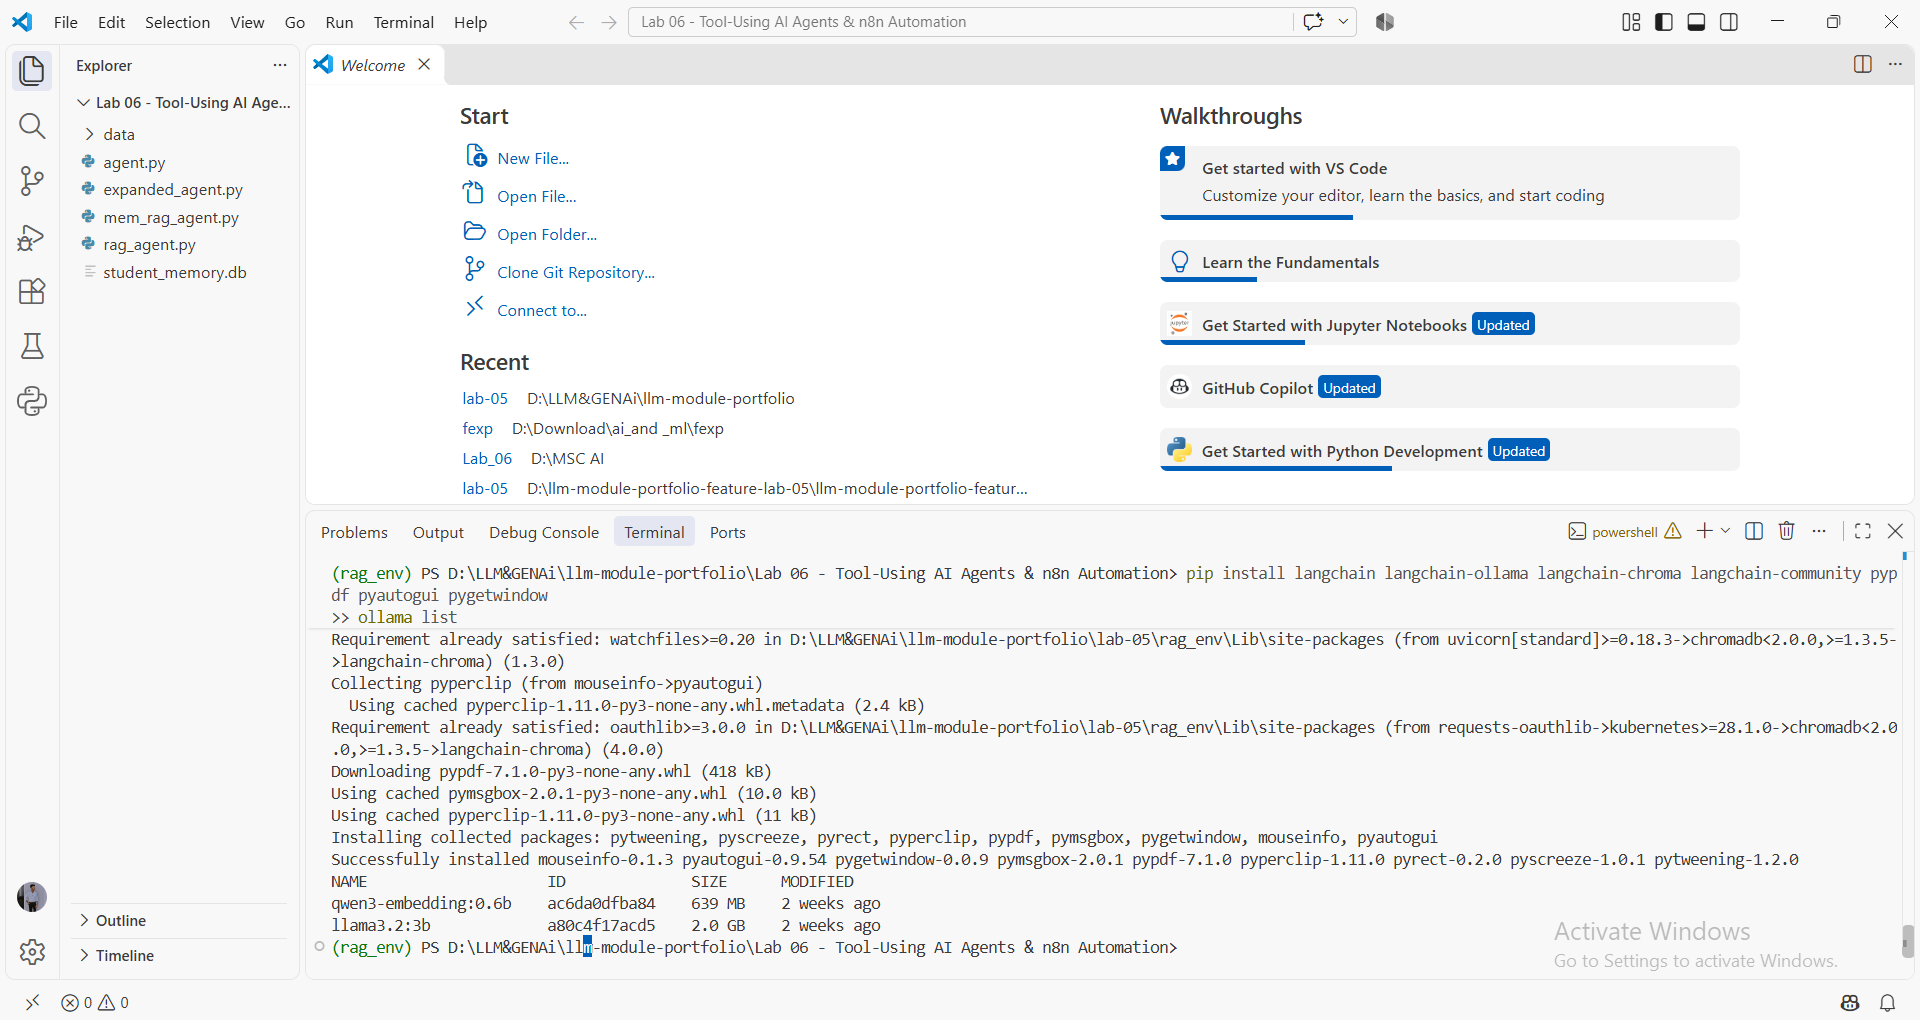 File Edit Selection View Go Run Terminal Help
Lab 06 - Tool-Using AI Agents & n8n Automation
Explorer
Lab 06 - Tool-Using AI Age...
data
agent.py
expanded_agent.py
mem_rag_agent.py
rag_agent.py
student_memory.db
Outline
Timeline
Welcome
Start
New File...
Open File...
Open Folder...
Clone Git Repository...
Connect to...
Recent
lab-05 D:\LLM&GENAi\llm-module-portfolio
fexp D:\Download\ai_and _ml\fexp
Lab_06 D:\MSC AI
lab-05 D:\llm-module-portfolio-feature-lab-05\llm-module-portfolio-featur...
Walkthroughs
Get started with VS Code
Customize your editor, learn the basics, and start coding
Learn the Fundamentals
Get Started with Jupyter Notebooks Updated
GitHub Copilot Updated
Get Started with Python Development Updated
Problems Output Debug Console Terminal Ports
powershell
(rag_env) PS D:\LLM&GENAi\llm-module-portfolio\Lab 06 - Tool-Using AI Agents & n8n Automation> pip install langchain langchain-ollama langchain-chroma langchain-community pyp
df pyautogui pygetwindow
>> ollama list
Requirement already satisfied: watchfiles>=0.20 in D:\LLM&GENAi\llm-module-portfolio\lab-05\rag_env\Lib\site-packages (from uvicorn[standard]>=0.18.3->chromadb<2.0.0,>=1.3.5-
>langchain-chroma) (1.3.0)
Collecting pyperclip (from mouseinfo->pyautogui)
Using cached pyperclip-1.11.0-py3-none-any.whl.metadata (2.4 kB)
Requirement already satisfied: oauthlib>=3.0.0 in D:\LLM&GENAi\llm-module-portfolio\lab-05\rag_env\Lib\site-packages (from requests-oauthlib->kubernetes>=28.1.0->chromadb<2.0
.0,>=1.3.5->langchain-chroma) (4.0.0)
Downloading pypdf-7.1.0-py3-none-any.whl (418 kB)
Using cached pymsgbox-2.0.1-py3-none-any.whl (10.0 kB)
Using cached pyperclip-1.11.0-py3-none-any.whl (11 kB)
Installing collected packages: pytweening, pyscreeze, pyrect, pyperclip, pypdf, pymsgbox, pygetwindow, mouseinfo, pyautogui
Successfully installed mouseinfo-0.1.3 pyautogui-0.9.54 pygetwindow-0.0.9 pymsgbox-2.0.1 pypdf-7.1.0 pyperclip-1.11.0 pyrect-0.2.0 pyscreeze-1.0.1 pytweening-1.2.0
NAME ID SIZE MODIFIED
qwen3-embedding:0.6b ac6da0dfba84 639 MB 2 weeks ago
llama3.2:3b a80c4f17acd5 2.0 GB 2 weeks ago
(rag_env) PS D:\LLM&GENAi\llm-module-portfolio\Lab 06 - Tool-Using AI Agents & n8n Automation>
Activate Windows
Go to Settings to activate Windows.
0 0